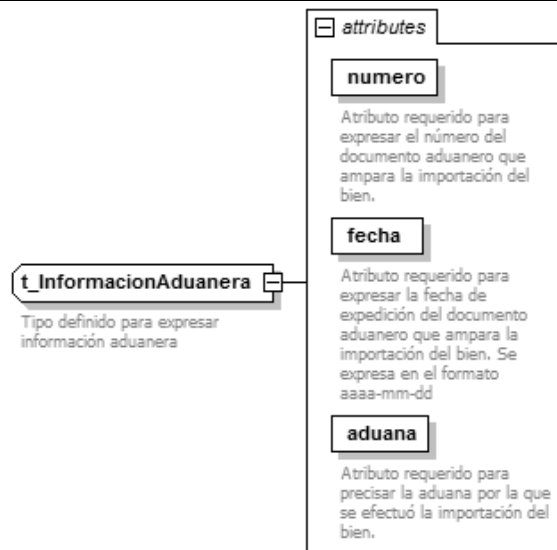 attributes
numero
Atributo requerido para
expresar el número del
documento aduanero que
ampara la importación del
bien.
fecha
Atributo requerido para
expresar la fecha de
expedición del documento
aduanero que ampara la
importación del bien. Se
expresa en el formato
aaaa-mm-dd
t_InformacionAduanera
Tipo definido para expresar
información aduanera
aduana
Atributo requerido para
precisar la aduana por la que
se efectuó la importación del
bien.